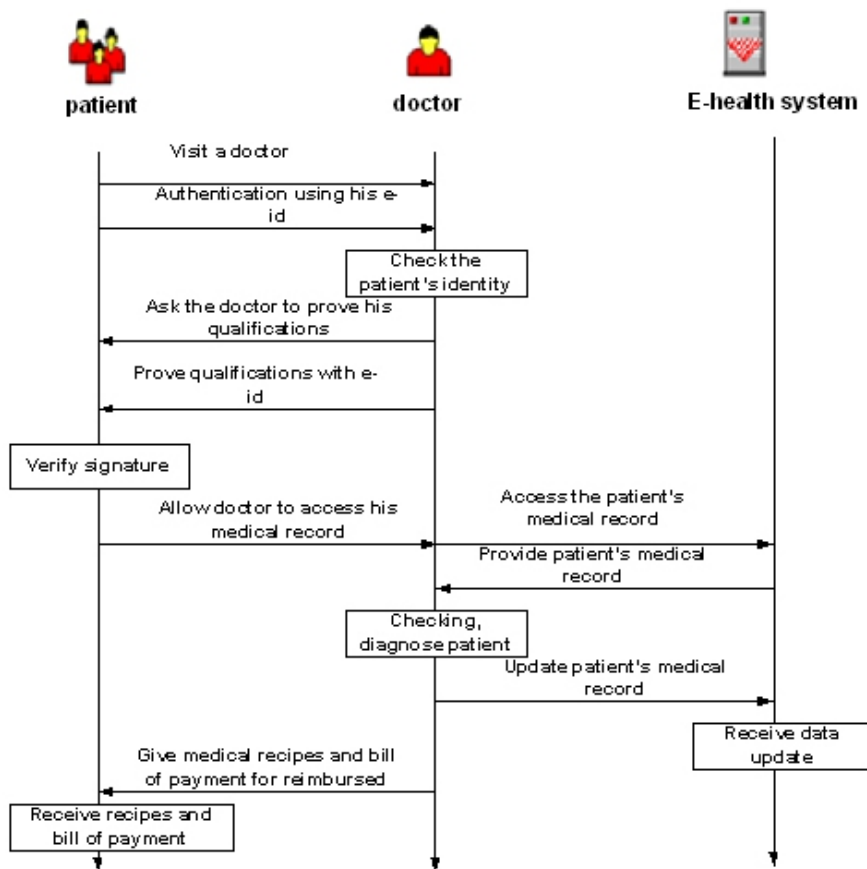 patient
doctor
E-health system
Visit a doctor
Authentication using his e-
id
Check the
patient's identity
Ask the doctor to prove his
qualifications
Prove qualifications with e-
id
Verify signature
Allow doctor to access his
medical record
Access the patient's
medical record
Provide patient's medical
record
Checking,
diagnose patient
Update patient's medical
record
Receive data
update
Give medical recipes and bill
of payment for reimbursed
Receive recipes and
bill of payment